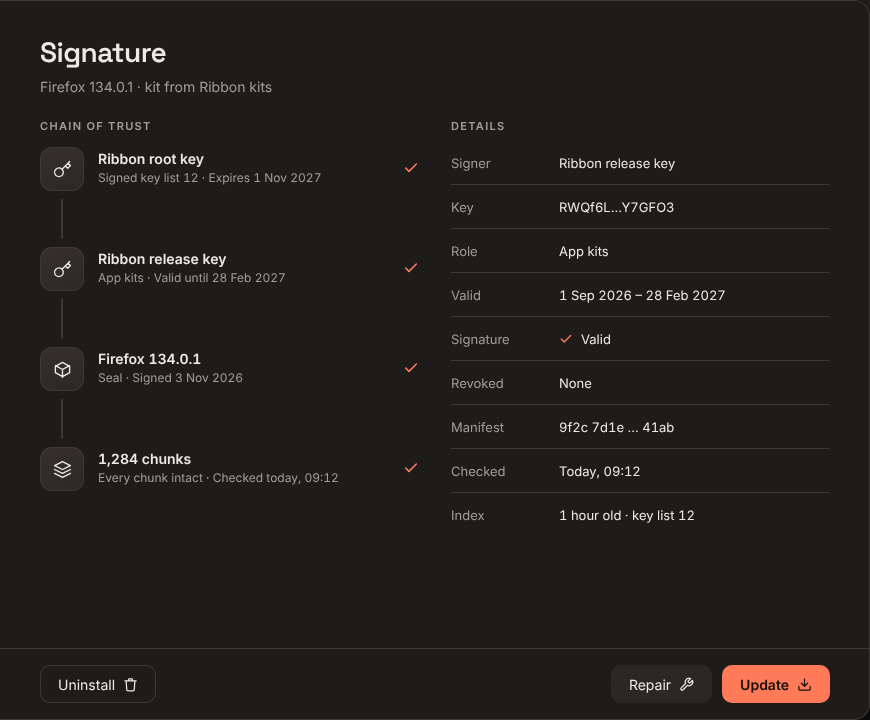 Signature
Firefox 134.0.1 · kit from Ribbon kits
CHAIN OF TRUST
Ribbon root key
Signed key list 12 · Expires 1 Nov 2027
Ribbon release key
App kits · Valid until 28 Feb 2027
Firefox 134.0.1
Seal · Signed 3 Nov 2026
1,284 chunks
Every chunk intact · Checked today, 09:12
DETAILS
Signer Ribbon release key
Key RWQf6L…Y7GFO3
Role App kits
Valid 1 Sep 2026 – 28 Feb 2027
Signature Valid
Revoked None
Manifest 9f2c 7d1e … 41ab
Checked Today, 09:12
Index 1 hour old · key list 12
Uninstall Repair Update